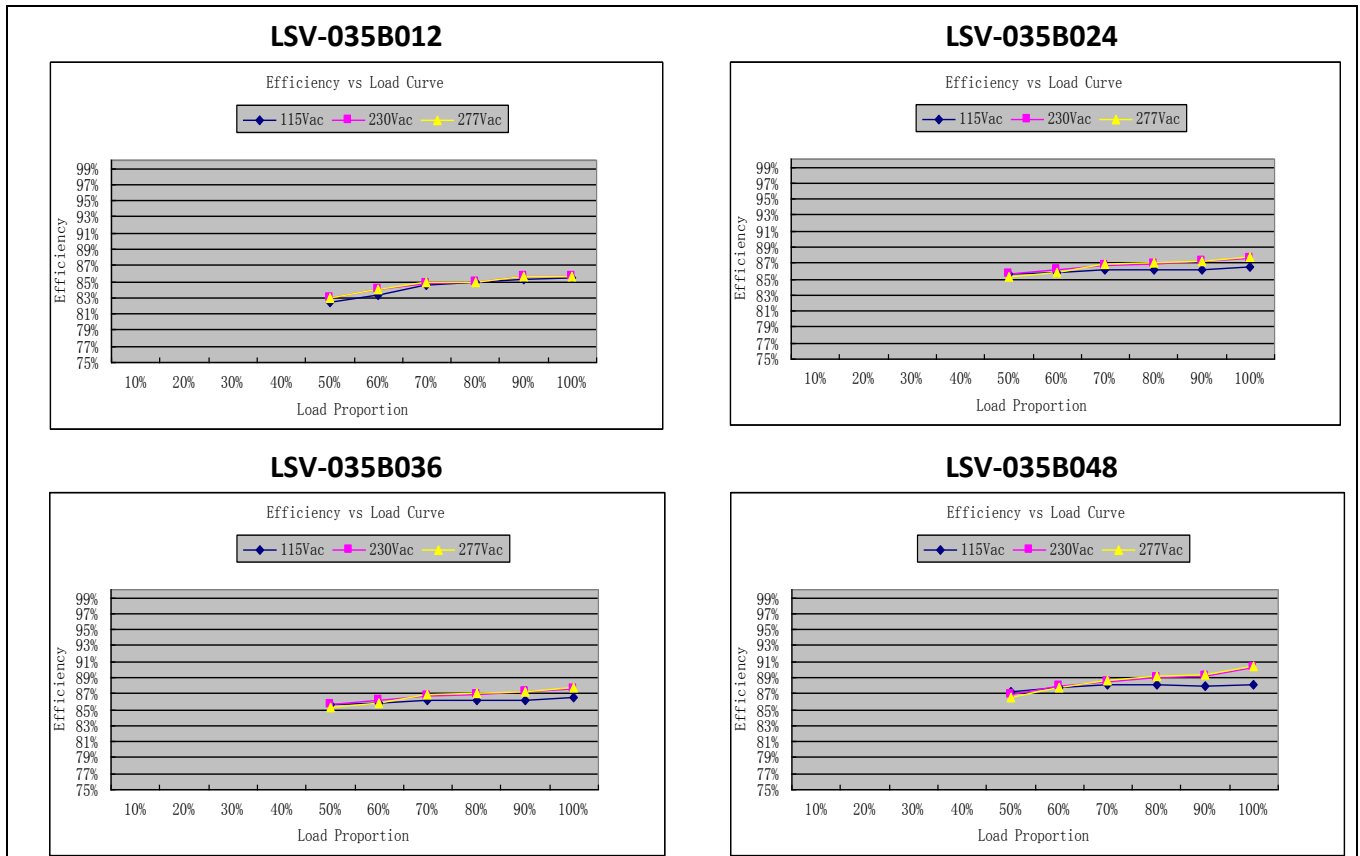 LSV-035B012
Efficiency vs Load Curve
115Vac 230Vac 277Vac
Efficiency
99%
97%
95%
93%
91%
89%
87%
85%
83%
81%
79%
77%
75%
10% 20% 30% 40% 50% 60% 70% 80% 90% 100%
Load Proportion
LSV-035B024
Efficiency vs Load Curve
115Vac 230Vac 277Vac
Efficiency
99%
97%
95%
93%
91%
89%
87%
85%
83%
81%
79%
77%
75%
10% 20% 30% 40% 50% 60% 70% 80% 90% 100%
Load Proportion
LSV-035B036
Efficiency vs Load Curve
115Vac 230Vac 277Vac
Efficiency
99%
97%
95%
93%
91%
89%
87%
85%
83%
81%
79%
77%
75%
10% 20% 30% 40% 50% 60% 70% 80% 90% 100%
Load Proportion
LSV-035B048
Efficiency vs Load Curve
115Vac 230Vac 277Vac
Efficiency
99%
97%
95%
93%
91%
89%
87%
85%
83%
81%
79%
77%
75%
10% 20% 30% 40% 50% 60% 70% 80% 90% 100%
Load Proportion